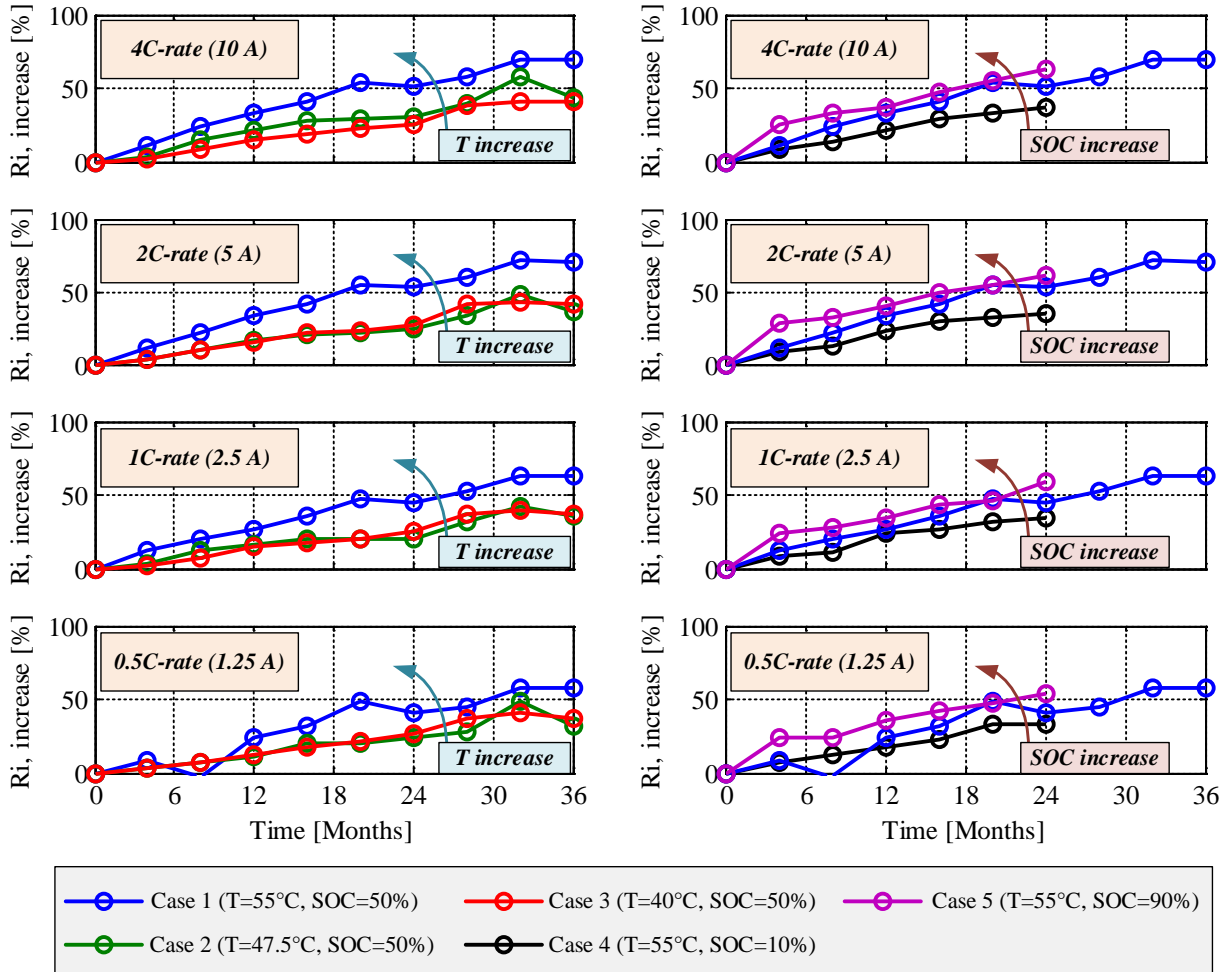 Ri, increase [%]
100
50
0
4C-rate (10 A)
T increase
Ri, increase [%]
100
50
0
4C-rate (10 A)
SOC increase
Ri, increase [%]
100
50
0
2C-rate (5 A)
T increase
Ri, increase [%]
100
50
0
2C-rate (5 A)
SOC increase
Ri, increase [%]
100
50
0
1C-rate (2.5 A)
T increase
Ri, increase [%]
100
50
0
1C-rate (2.5 A)
SOC increase
Ri, increase [%]
100
50
0
0.5C-rate (1.25 A)
T increase
0 6 12 18 24 30 36
Time [Months]
Ri, increase [%]
100
50
0
0.5C-rate (1.25 A)
SOC increase
0 6 12 18 24 30 36
Time [Months]
Case 1 (T=55°C, SOC=50%)
Case 3 (T=40°C, SOC=50%)
Case 5 (T=55°C, SOC=90%)
Case 2 (T=47.5°C, SOC=50%)
Case 4 (T=55°C, SOC=10%)